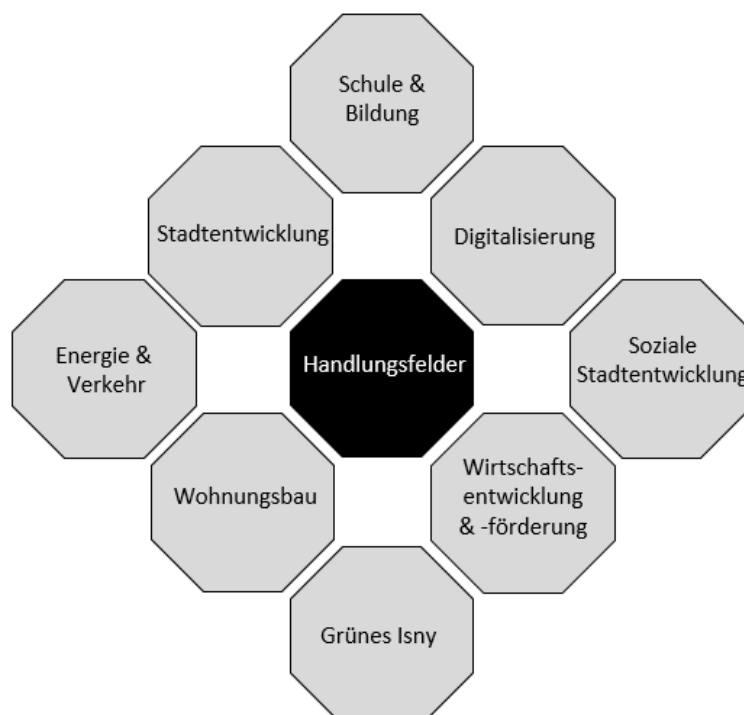 Schule &
Bildung
Stadtentwicklung
Digitalisierung
Energie &
Verkehr
Handlungsfelder
Soziale
Stadtentwicklung
Wohnungsbau
Wirtschafts-
entwicklung
& -förderung
Grünes Isny